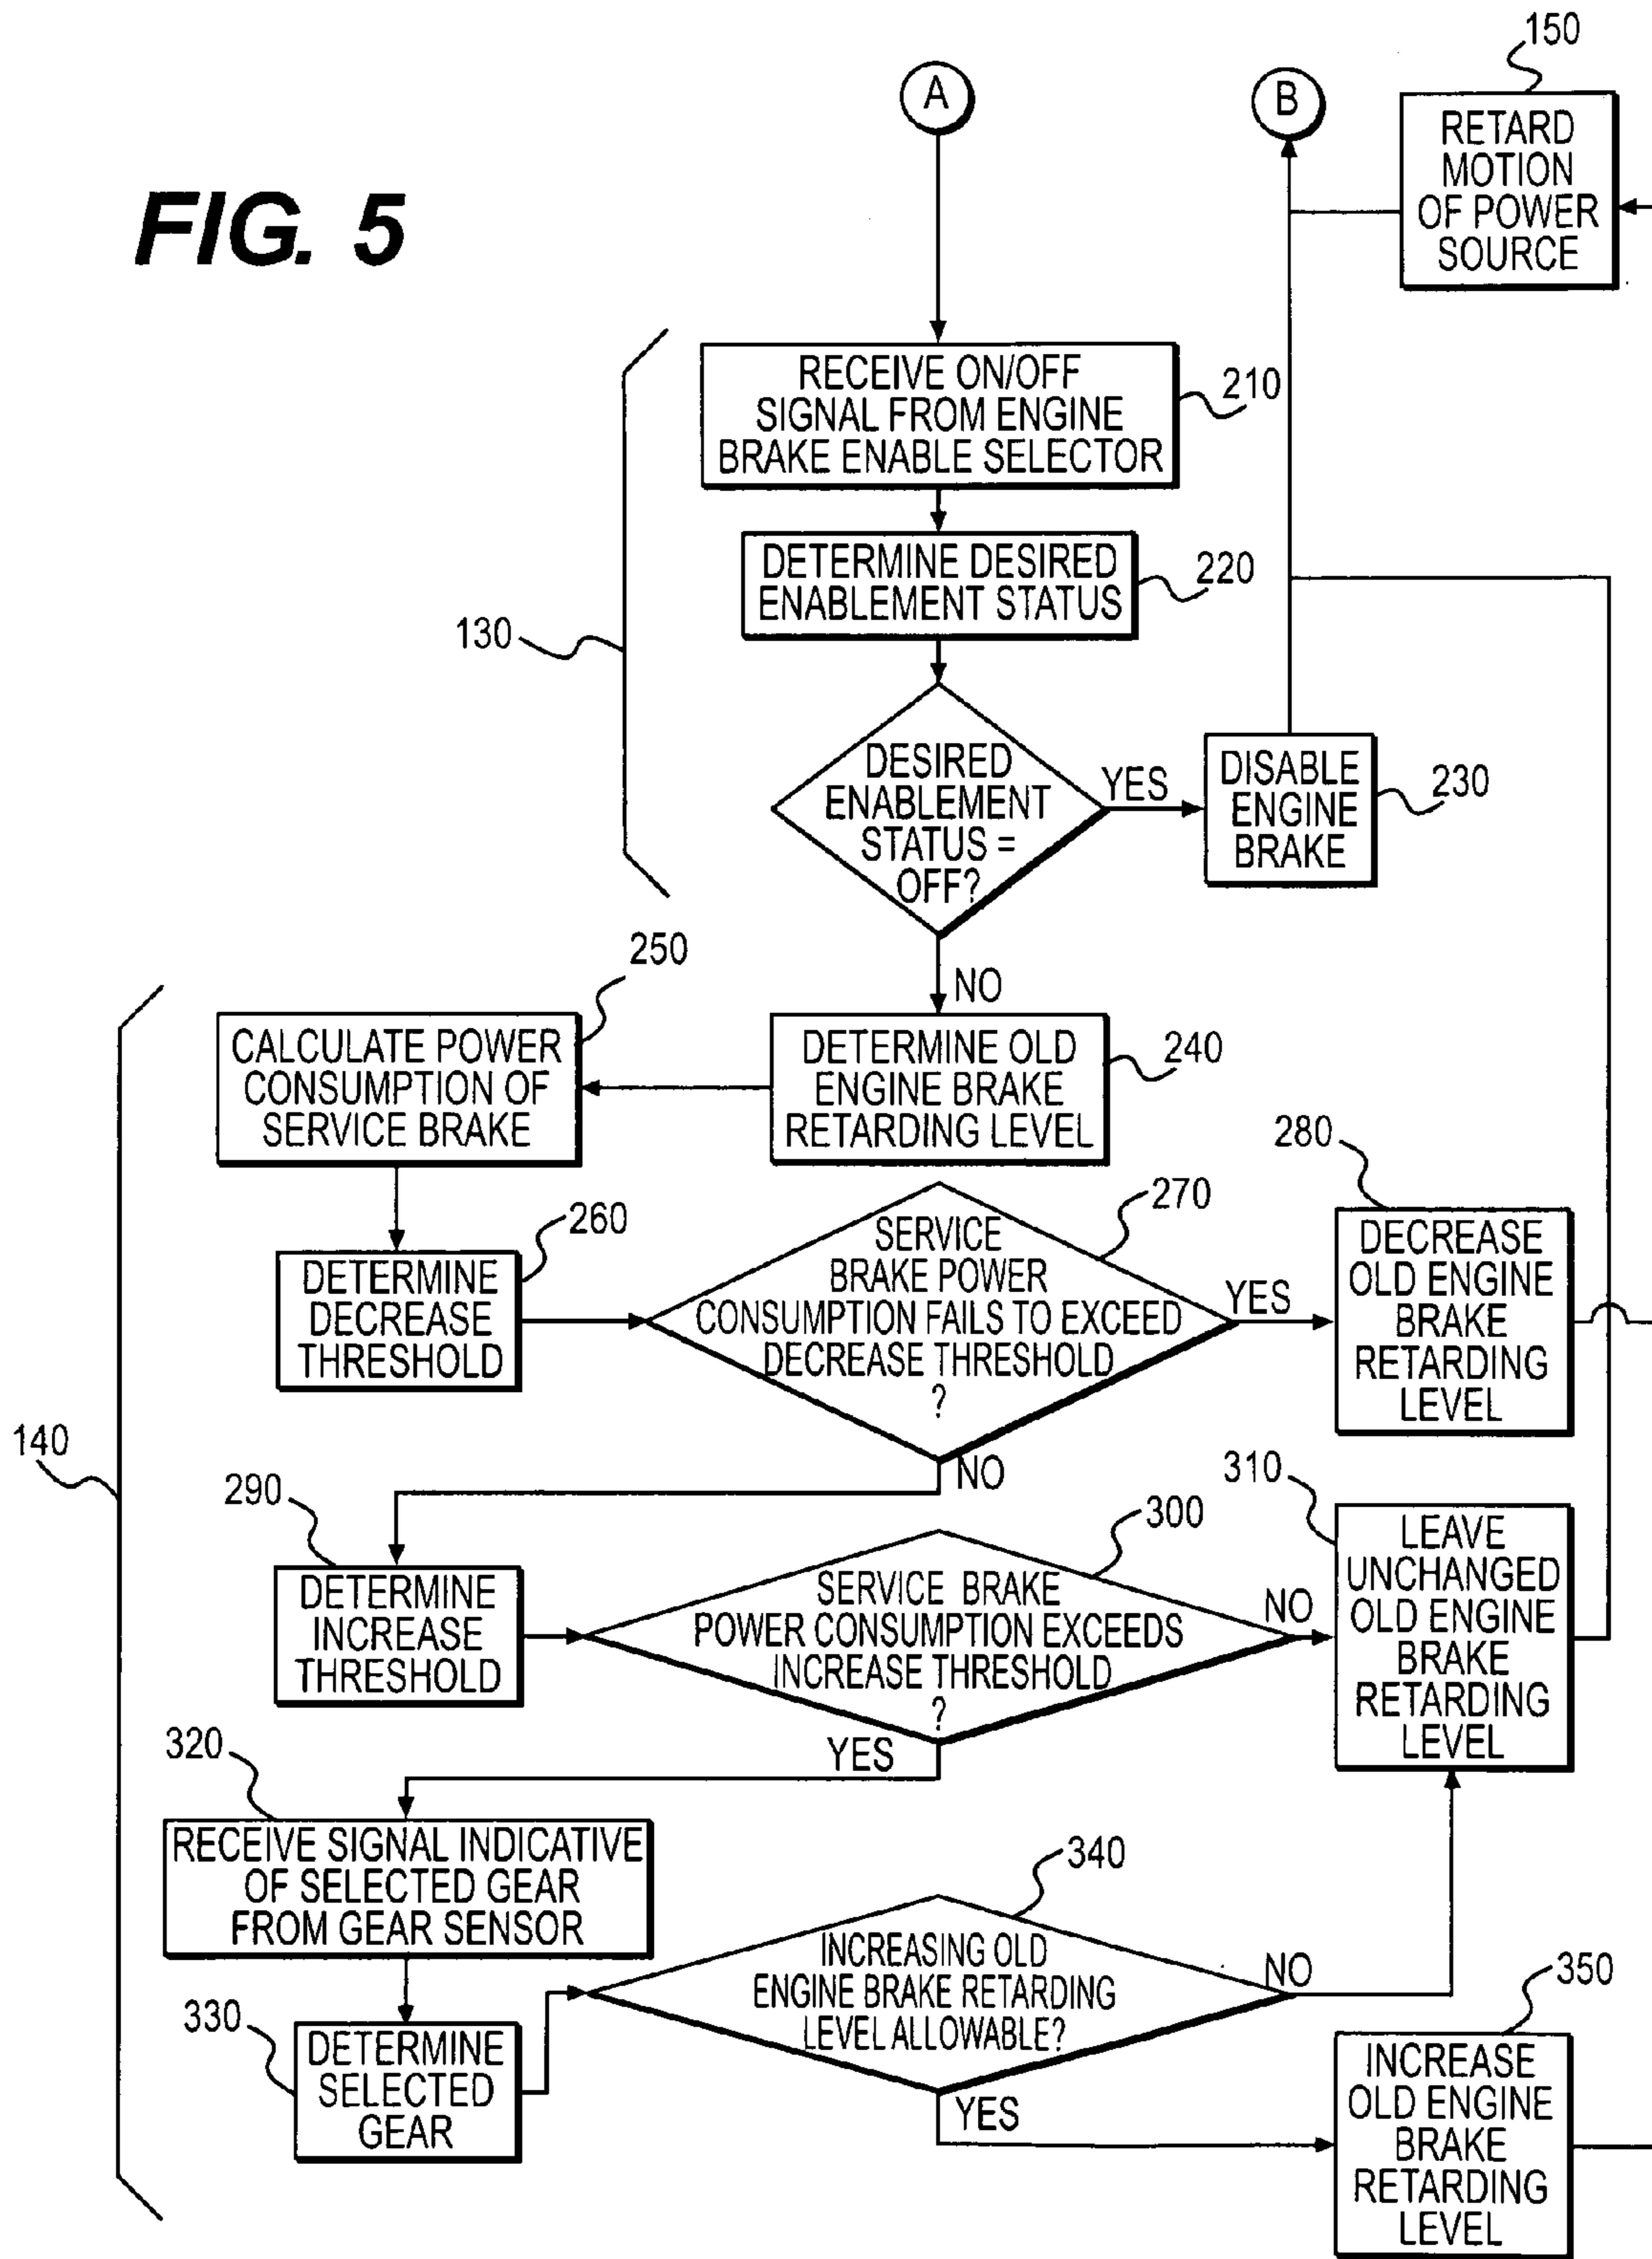 FIG. 5
A
B
150
RETARD
MOTION
OF POWER
SOURCE
130
RECEIVE ON/OFF
SIGNAL FROM ENGINE
BRAKE ENABLE SELECTOR
210
DETERMINE DESIRED
ENABLEMENT STATUS
220
DESIRED
ENABLEMENT
STATUS =
OFF?
YES
DISABLE
ENGINE
BRAKE
230
NO
140
250
CALCULATE POWER
CONSUMPTION OF
SERVICE BRAKE
DETERMINE OLD
ENGINE BRAKE
RETARDING LEVEL
240
260
DETERMINE
DECREASE
THRESHOLD
270
SERVICE
BRAKE POWER
CONSUMPTION FAILS TO EXCEED
DECREASE THRESHOLD
?
YES
280
DECREASE
OLD ENGINE
BRAKE
RETARDING
LEVEL
NO
290
DETERMINE
INCREASE
THRESHOLD
300
SERVICE BRAKE
POWER CONSUMPTION EXCEEDS
INCREASE THRESHOLD
?
NO
310
LEAVE
UNCHANGED
OLD ENGINE
BRAKE
RETARDING
LEVEL
YES
320
RECEIVE SIGNAL INDICATIVE
OF SELECTED GEAR
FROM GEAR SENSOR
330
DETERMINE
SELECTED
GEAR
340
INCREASING OLD
ENGINE BRAKE RETARDING
LEVEL ALLOWABLE?
NO
YES
350
INCREASE
OLD ENGINE
BRAKE
RETARDING
LEVEL